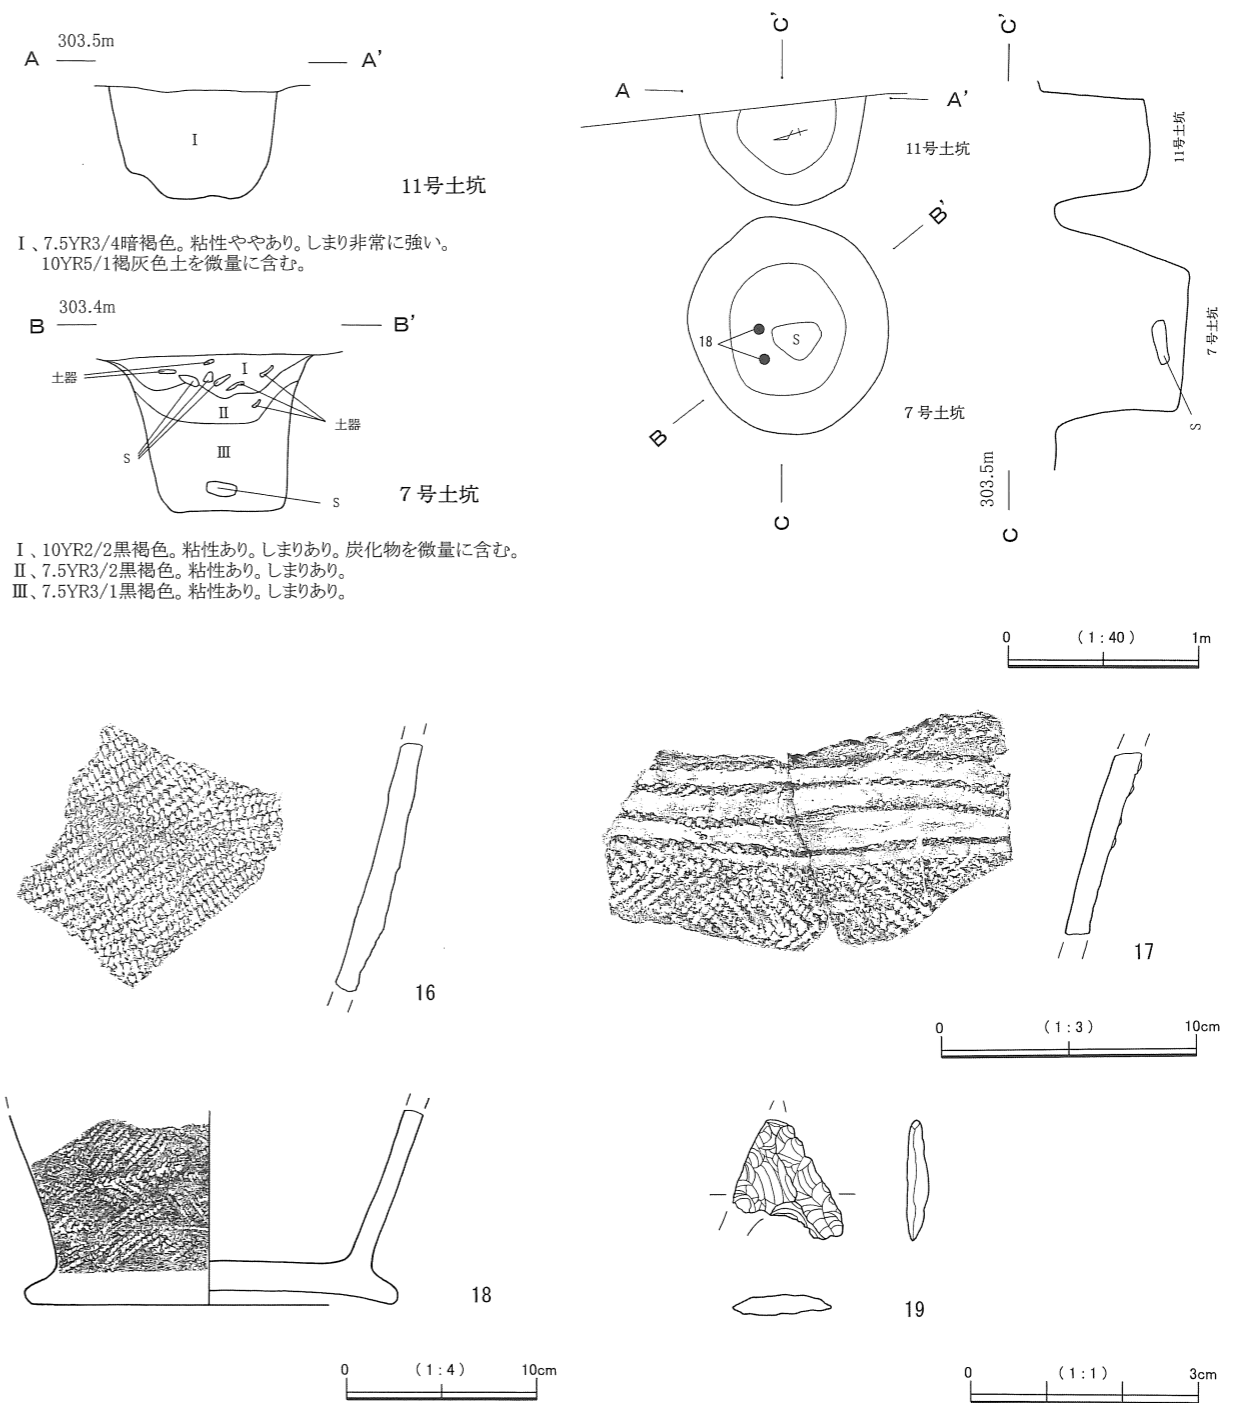 303.5m
A
A'
Ⅰ
11号土坑
Ⅰ、7.5YR3/4暗褐色。粘性ややあり。しまり非常に強い。
10YR5/1褐灰色土を微量に含む。
303.4m
B
B'
土器
Ⅰ
Ⅱ
Ⅲ
土器
S
S
7号土坑
Ⅰ、10YR2/2黒褐色。粘性あり。しまりあり。炭化物を微量に含む。
Ⅱ、7.5YR3/2黒褐色。粘性あり。しまりあり。
Ⅲ、7.5YR3/1黒褐色。粘性あり。しまりあり。
C'
A
A'
11号土坑
B'
18
S
B
7号土坑
C
C'
11号土坑
7号土坑
S
303.5m
C
0 (1:40) 1m
16
17
0 (1:3) 10cm
18
19
0 (1:4) 10cm
0 (1:1) 3cm